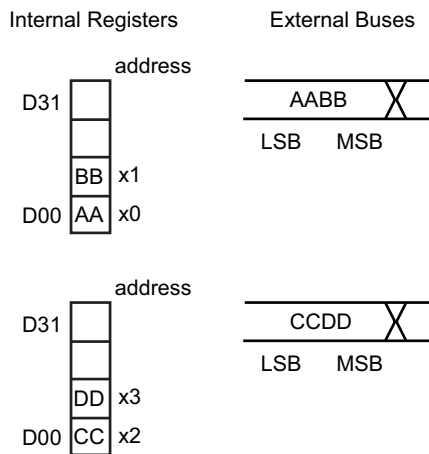 Internal Registers External Buses
address
D31 AABB
LSB MSB
BB x1
D00 AA x0
address
D31 CCDD
LSB MSB
DD x3
D00 CC x2